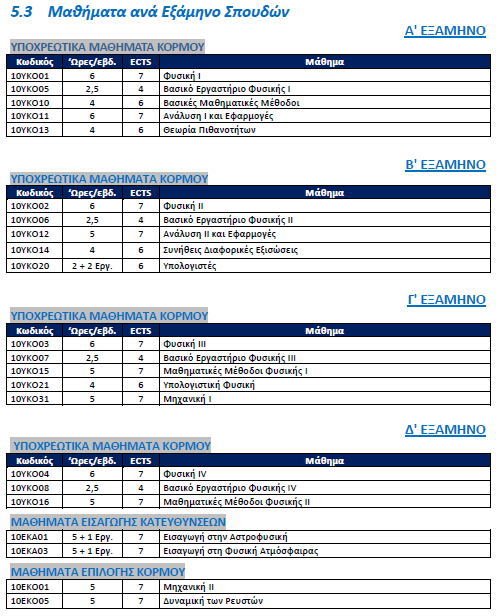 5.3 Μαθήματα ανά Εξάμηνο Σπουδών
Α' ΕΞΑΜΗΝΟ
ΥΠΟΧΡΕΩΤΙΚΑ ΜΑΘΗΜΑΤΑ ΚΟΡΜΟΥ
Κωδικός Ώρες/εβδ. ECTS Μάθημα
10ΥΚΟ01 6 7 Φυσική Ι
10ΥΚΟ05 2,5 4 Βασικό Εργαστήριο Φυσικής Ι
10ΥΚΟ10 4 6 Βασικές Μαθηματικές Μέθοδοι
10ΥΚΟ11 6 7 Ανάλυση Ι και Εφαρμογές
10ΥΚΟ13 4 6 Θεωρία Πιθανοτήτων
Β' ΕΞΑΜΗΝΟ
ΥΠΟΧΡΕΩΤΙΚΑ ΜΑΘΗΜΑΤΑ ΚΟΡΜΟΥ
Κωδικός Ώρες/εβδ. ECTS Μάθημα
10ΥΚΟ02 6 7 Φυσική ΙΙ
10ΥΚΟ06 2,5 4 Βασικό Εργαστήριο Φυσικής ΙΙ
10ΥΚΟ12 5 7 Ανάλυση ΙΙ και Εφαρμογές
10ΥΚΟ14 4 6 Συνήθεις Διαφορικές Εξισώσεις
10ΥΚΟ20 2 + 2 Εργ. 6 Υπολογιστές
Γ' ΕΞΑΜΗΝΟ
ΥΠΟΧΡΕΩΤΙΚΑ ΜΑΘΗΜΑΤΑ ΚΟΡΜΟΥ
Κωδικός Ώρες/εβδ. ECTS Μάθημα
10ΥΚΟ03 6 7 Φυσική ΙΙΙ
10ΥΚΟ07 2,5 4 Βασικό Εργαστήριο Φυσικής ΙΙΙ
10ΥΚΟ15 5 7 Μαθηματικές Μέθοδοι Φυσικής Ι
10ΥΚΟ21 4 6 Υπολογιστική Φυσική
10ΥΚΟ31 5 7 Μηχανική Ι
Δ' ΕΞΑΜΗΝΟ
ΥΠΟΧΡΕΩΤΙΚΑ ΜΑΘΗΜΑΤΑ ΚΟΡΜΟΥ
Κωδικός Ώρες/εβδ. ECTS Μάθημα
10ΥΚΟ04 6 7 Φυσική IV
10ΥΚΟ08 2,5 4 Βασικό Εργαστήριο Φυσικής IV
10ΥΚΟ16 5 7 Μαθηματικές Μέθοδοι Φυσικής ΙΙ
ΜΑΘΗΜΑΤΑ ΕΙΣΑΓΩΓΗΣ ΚΑΤΕΥΘΥΝΣΕΩΝ
10ΕΚΑ01 5 + 1 Εργ. 7 Εισαγωγή στην Αστροφυσική
10ΕΚΑ03 5 + 1 Εργ. 7 Εισαγωγή στη Φυσική Ατμόσφαιρας
ΜΑΘΗΜΑΤΑ ΕΠΙΛΟΓΗΣ ΚΟΡΜΟΥ
10ΕΚΟ01 5 7 Μηχανική ΙΙ
10ΕΚΟ05 5 7 Δυναμική των Ρευστών